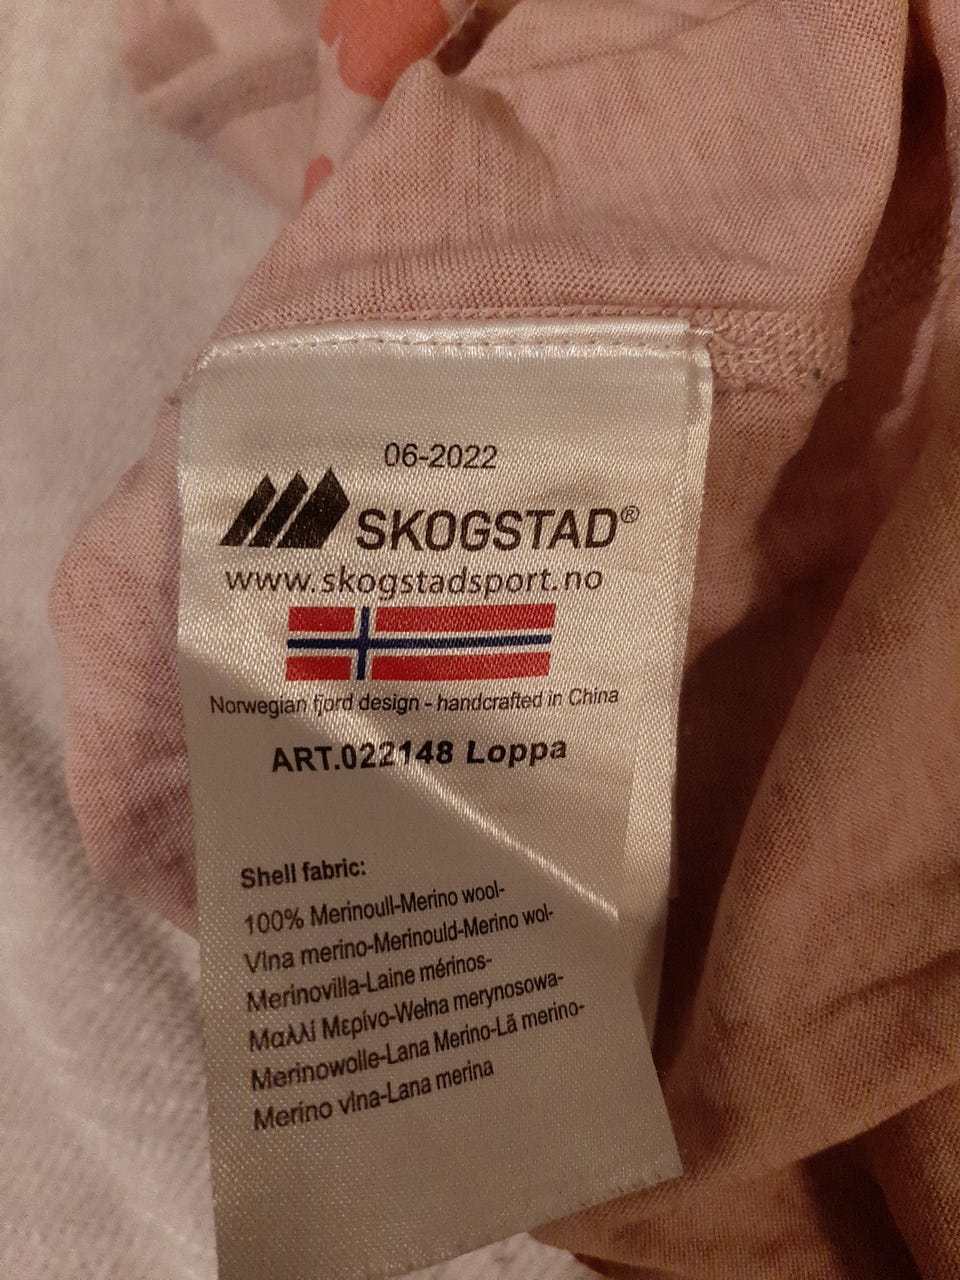 06-2022
SKOGSTAD®
www.skogstadsport.no
Norwegian fjord design - handcrafted in China
ART.022148 Loppa
Shell fabric:
100% Merinoull-Merino wool-
Vlna merino-Merinould-Merino wol-
Merinovilla-Laine mérinos-
Μαλλί Μερίνο-Wełna merynosowa-
Merinowolle-Lana Merino-Lã merino-
Merino vlna-Lana merina